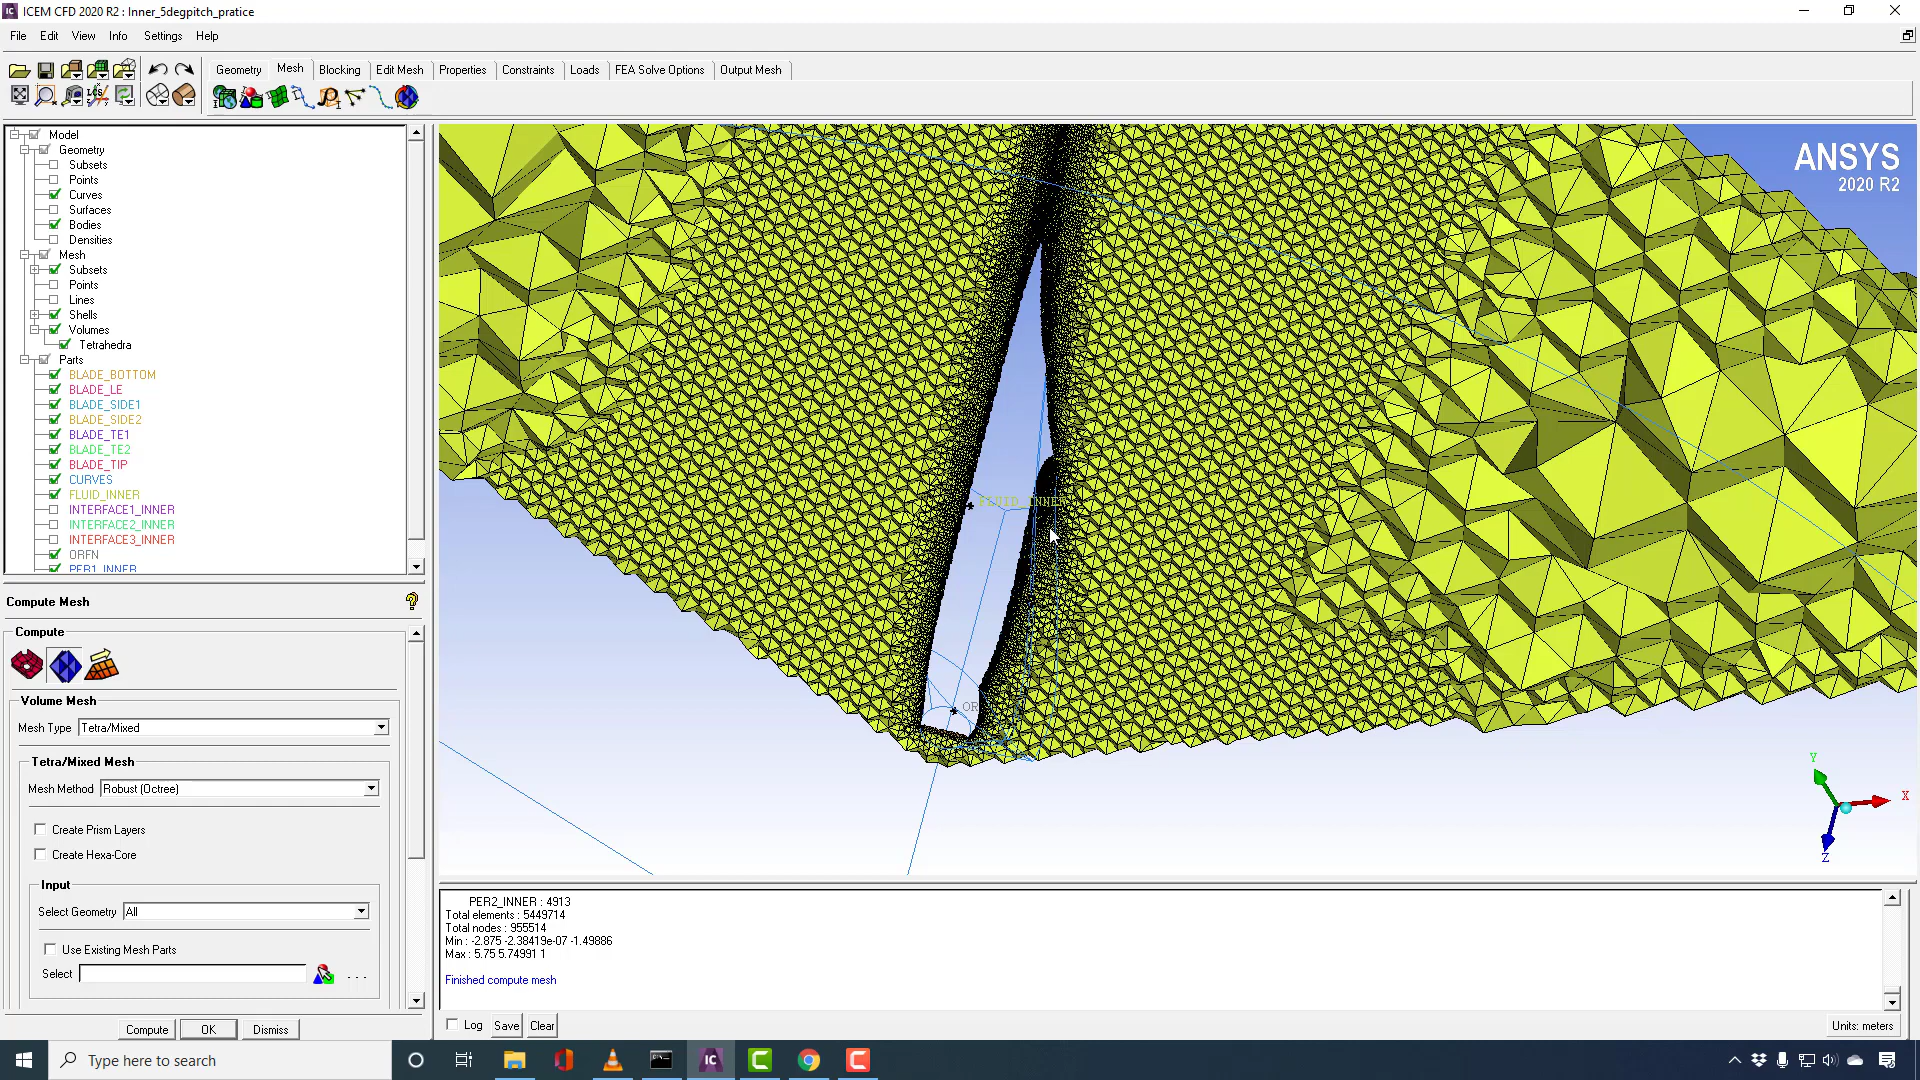 ICEM CFD 2020 R2 : Inner_5degpitch_pratice
File Edit View Info Settings Help
Geometry Mesh Blocking Edit Mesh Properties Constraints Loads FEA Solve Options Output Mesh
LCS
Model
Geometry
Subsets
Points
Curves
Surfaces
Bodies
Densities
Mesh
Subsets
Points
Lines
Shells
Volumes
Tetrahedra
Parts
BLADE_BOTTOM
BLADE_LE
BLADE_SIDE1
BLADE_SIDE2
BLADE_TE1
BLADE_TE2
BLADE_TIP
CURVES
FLUID_INNER
INTERFACE1_INNER
INTERFACE2_INNER
INTERFACE3_INNER
ORFN
PER1_INNER
Compute Mesh
Compute
Volume Mesh
Mesh Type Tetra/Mixed
Tetra/Mixed Mesh
Mesh Method Robust (Octree)
Create Prism Layers
Create Hexa-Core
Input
Select Geometry All
Use Existing Mesh Parts
Select ...
Compute OK Dismiss
ANSYS
2020 R2
FLUID_INNER
OR
Y
X
Z
PER2_INNER : 4913
Total elements : 5449714
Total nodes : 955514
Min : -2.875 -2.38419e-07 -1.49886
Max : 5.75 5.74991 1
Finished compute mesh
Log Save Clear
Units: meters
Type here to search
IC